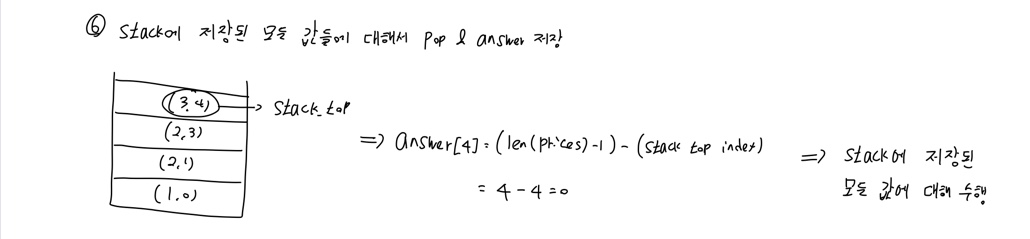 ⑥ Stack에 저장된 모든 값들에 대해서 pop & answer 저장
(3,4) → stack_top
(2,3)
(2,1)
(1,0)
⇒ answer[4] = (len(prices)-1) - (stack top index)
= 4-4=0
⇒ stack에 저장된
모든 값에 대해 수행